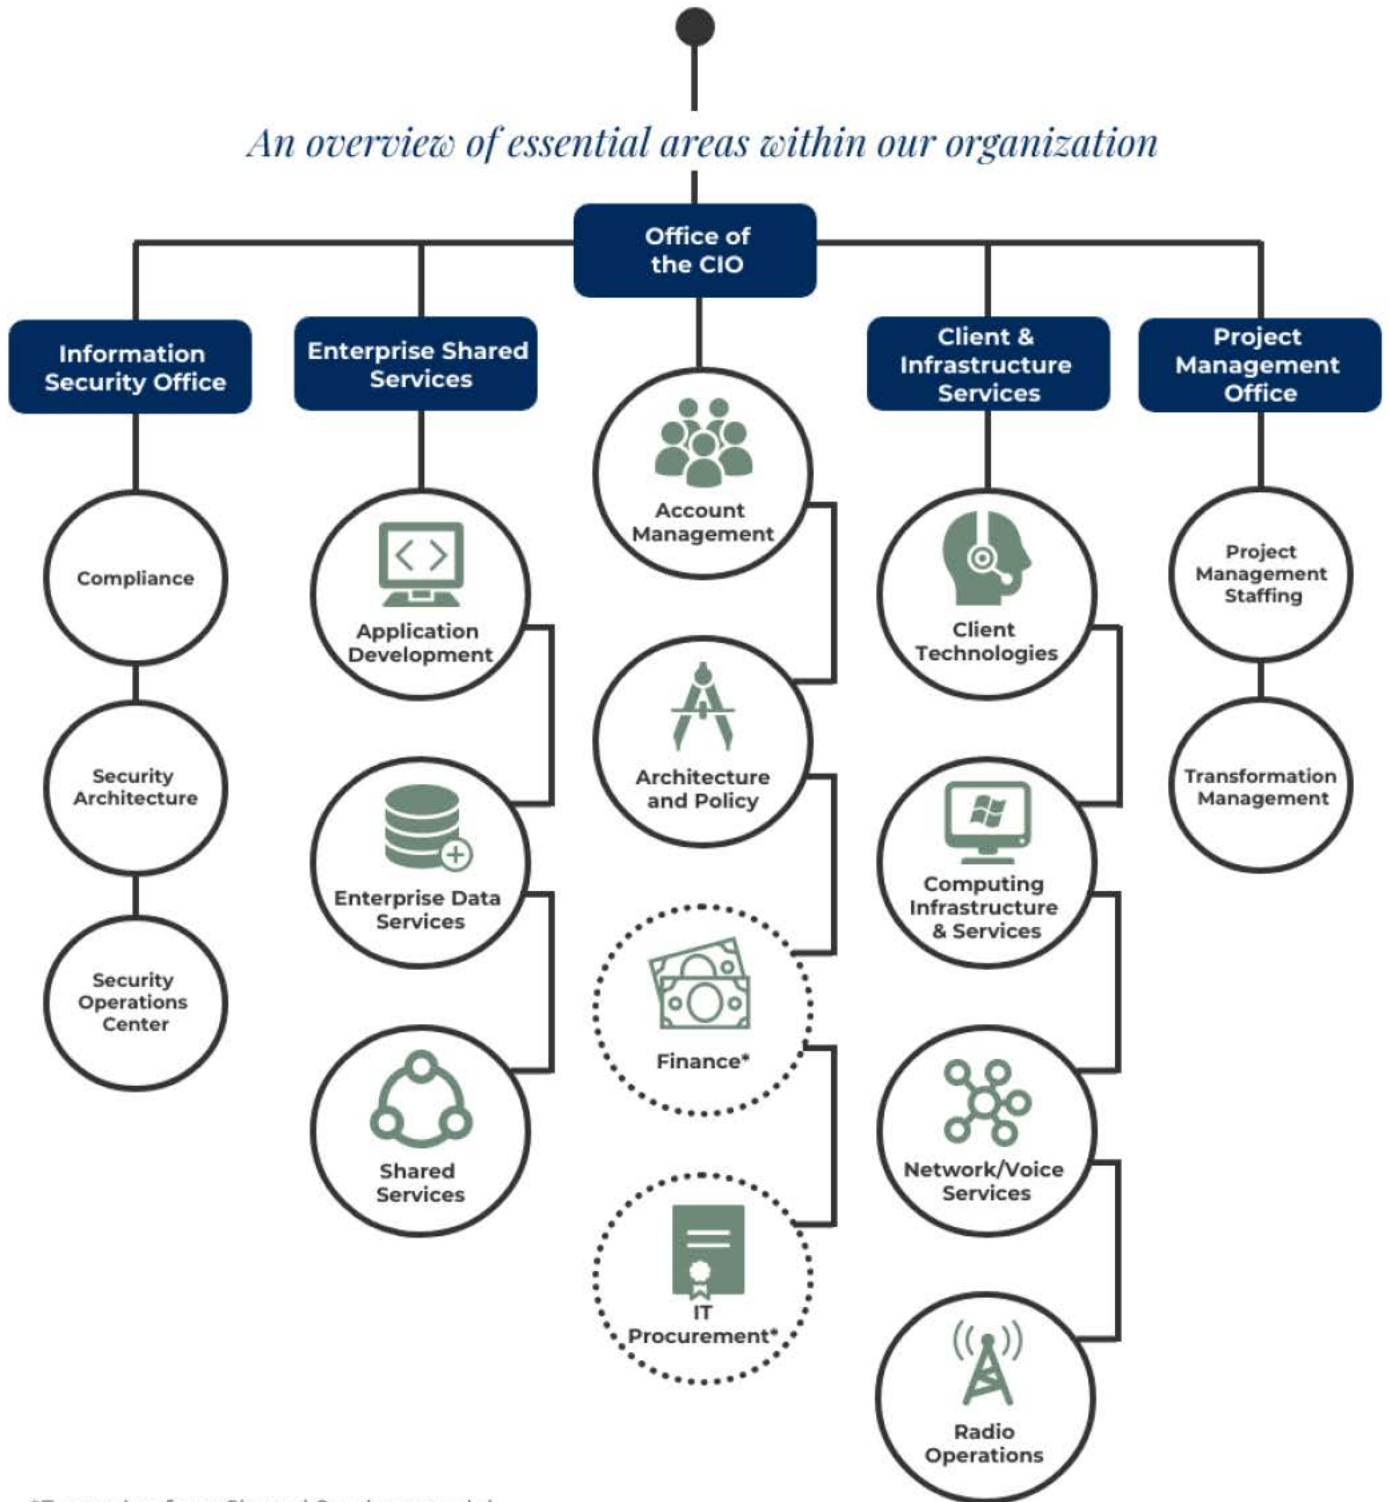 An overview of essential areas within our organization
Office of
the CIO
Information
Security Office
Enterprise Shared
Services
Client &
Infrastructure
Services
Project
Management
Office
Compliance
Security
Architecture
Security
Operations
Center
Application
Development
Enterprise Data
Services
Shared
Services
Account
Management
Architecture
and Policy
Finance*
IT
Procurement*
Client
Technologies
Computing
Infrastructure
& Services
Network/Voice
Services
Radio
Operations
Project
Management
Staffing
Transformation
Management